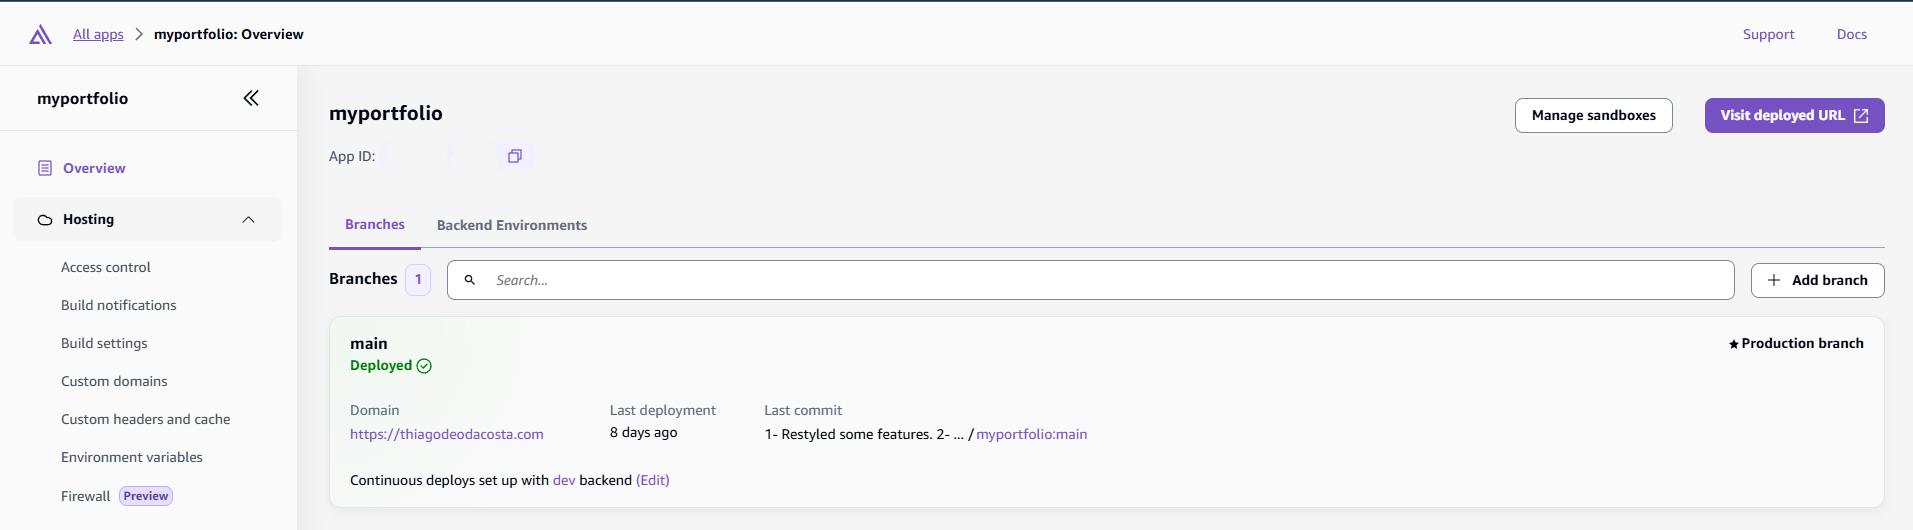 All apps > myportfolio: Overview
Support
Docs
myportfolio
Overview
Hosting
Access control
Build notifications
Build settings
Custom domains
Custom headers and cache
Environment variables
Firewall Preview
myportfolio
Manage sandboxes
Visit deployed URL
App ID:
Branches
Backend Environments
Branches 1
Search...
+ Add branch
main
Production branch
Deployed
Domain
https://thiagodeodacosta.com
Last deployment
8 days ago
Last commit
1- Restyled some features. 2- ... / myportfolio:main
Continuous deploys set up with dev backend (Edit)